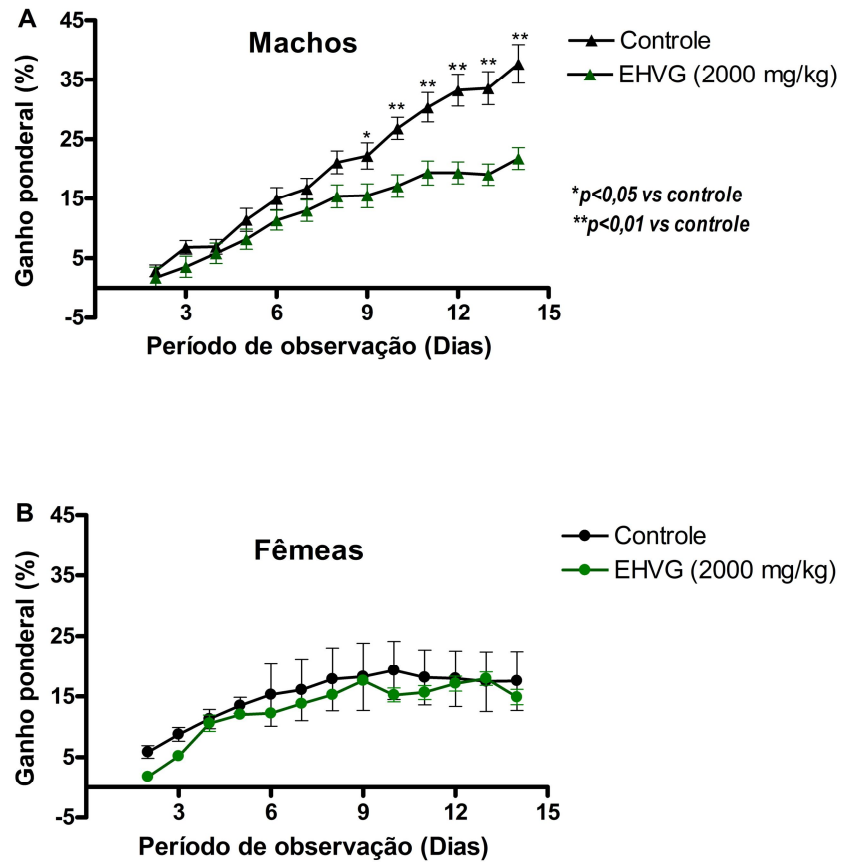 A
Machos
Controle
EHVG (2000 mg/kg)
Ganho ponderal (%)
45
35
25
15
5
-5
* ** ** ** ** **
*p<0,05 vs controle
**p<0,01 vs controle
3 6 9 12 15
Período de observação (Dias)
B
Fêmeas
Controle
EHVG (2000 mg/kg)
Ganho ponderal (%)
45
35
25
15
5
-5
3 6 9 12 15
Período de observação (Dias)